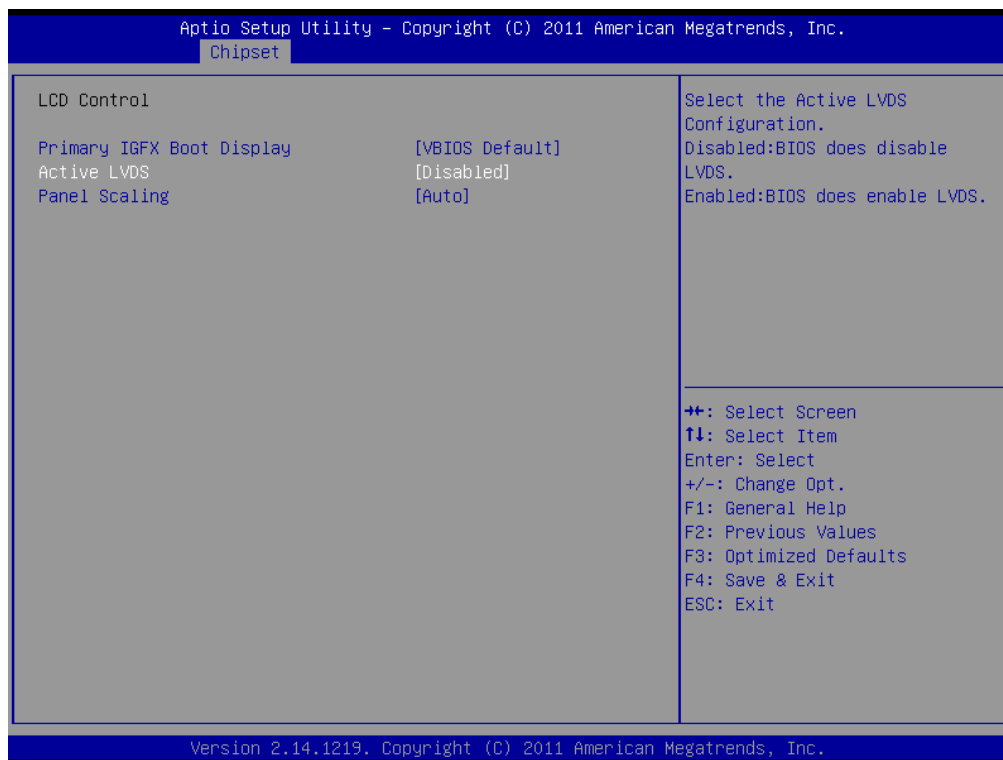 Aptio Setup Utility – Copyright (C) 2011 American Megatrends, Inc.
Chipset
LCD Control
Primary IGFX Boot Display [VBIOS Default]
Active LVDS [Disabled]
Panel Scaling [Auto]
Select the Active LVDS
Configuration.
Disabled:BIOS does disable
LVDS.
Enabled:BIOS does enable LVDS.
→←: Select Screen
↑↓: Select Item
Enter: Select
+/-: Change Opt.
F1: General Help
F2: Previous Values
F3: Optimized Defaults
F4: Save & Exit
ESC: Exit
Version 2.14.1219. Copyright (C) 2011 American Megatrends, Inc.